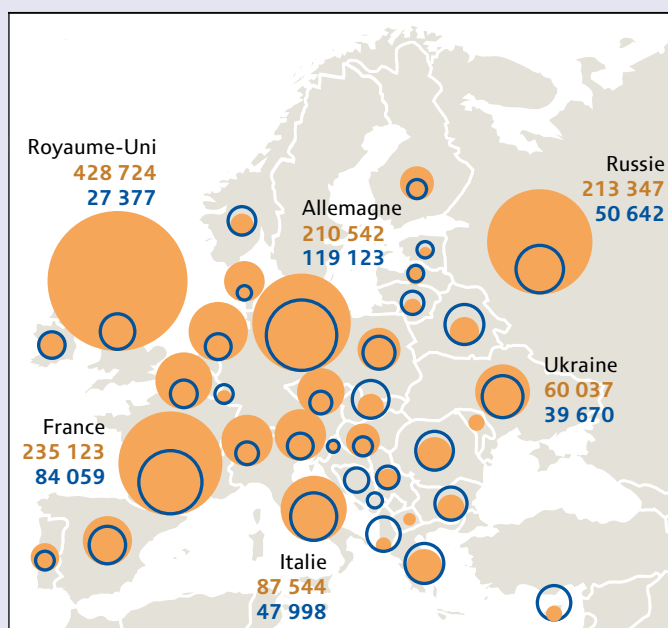 Royaume-Uni
428 724
27 377
Russie
213 347
50 642
Allemagne
210 542
119 123
Ukraine
60 037
39 670
France
235 123
84 059
Italie
87 544
47 998